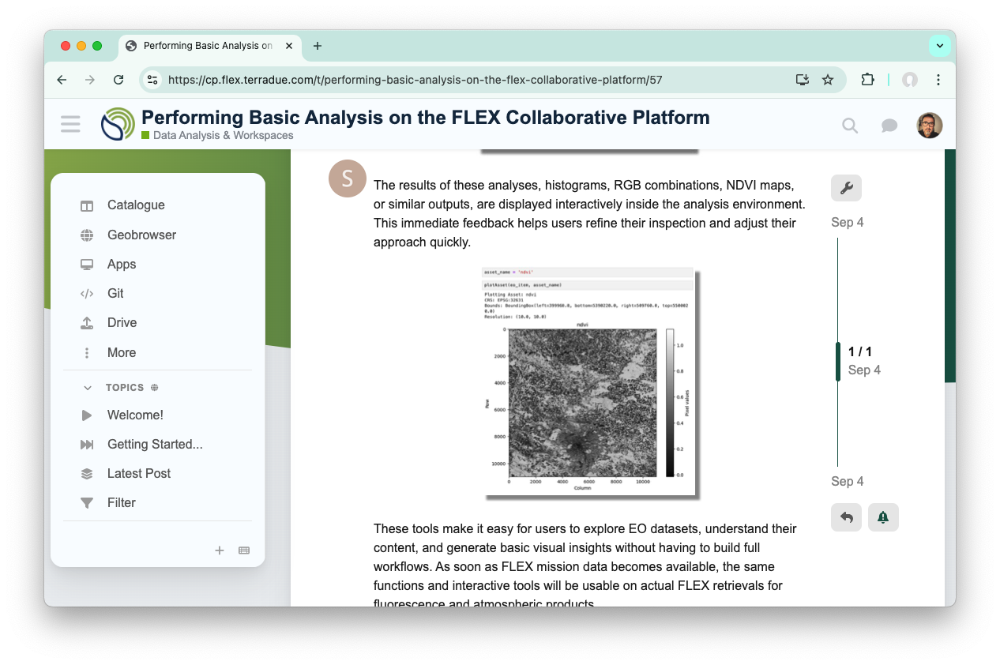 Performing Basic Analysis on
https://cp.flex.terradue.com/t/performing-basic-analysis-on-the-flex-collaborative-platform/57
Performing Basic Analysis on the FLEX Collaborative Platform
Data Analysis & Workspaces
Catalogue
Geobrowser
Apps
Git
Drive
More
TOPICS
Welcome!
Getting Started...
Latest Post
Filter
S
The results of these analyses, histograms, RGB combinations, NDVI maps,
or similar outputs, are displayed interactively inside the analysis environment.
This immediate feedback helps users refine their inspection and adjust their
approach quickly.
asset_name = 'ndvi'
plotAsset(eo_item, asset_name)
Plotting Asset: ndvi
CRS: EPSG:32631
Bounds: BoundingBox(left=399960.0, bottom=5390220.0, right=509760.0, top=550002
0.0)
Resolution: (10.0, 10.0)
ndvi
0
2000
4000
6000
8000
10000
Row
0 2000 4000 6000 8000 10000
Column
1.0
0.8
0.6
0.4
0.2
0.0
Pixel values
These tools make it easy for users to explore EO datasets, understand their
content, and generate basic visual insights without having to build full
workflows. As soon as FLEX mission data becomes available, the same
functions and interactive tools will be usable on actual FLEX retrievals for
fluorescence and atmospheric products.
Sep 4
1 / 1
Sep 4
Sep 4